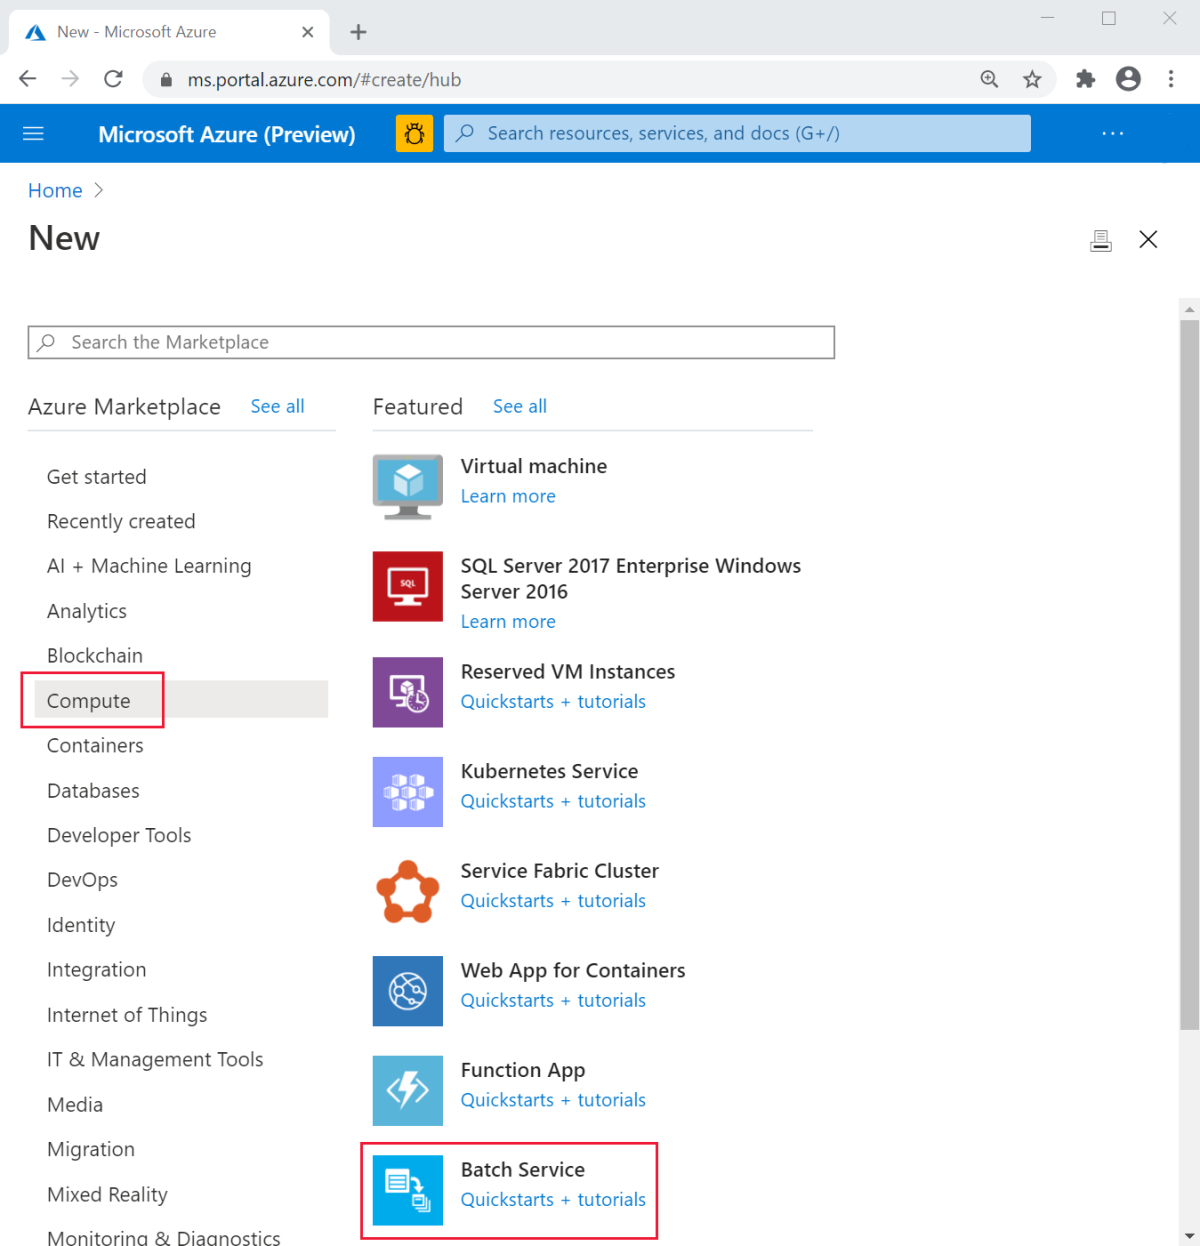 New - Microsoft Azure
ms.portal.azure.com/#create/hub
Microsoft Azure (Preview)
Search resources, services, and docs (G+/)
Home
New
Search the Marketplace
Azure Marketplace See all
Get started
Recently created
AI + Machine Learning
Analytics
Blockchain
Compute
Containers
Databases
Developer Tools
DevOps
Identity
Integration
Internet of Things
IT & Management Tools
Media
Migration
Mixed Reality
Monitoring & Diagnostics
Featured See all
Virtual machine
Learn more
SQL
SQL Server 2017 Enterprise Windows
Server 2016
Learn more
Reserved VM Instances
Quickstarts + tutorials
Kubernetes Service
Quickstarts + tutorials
Service Fabric Cluster
Quickstarts + tutorials
Web App for Containers
Quickstarts + tutorials
Function App
Quickstarts + tutorials
Batch Service
Quickstarts + tutorials